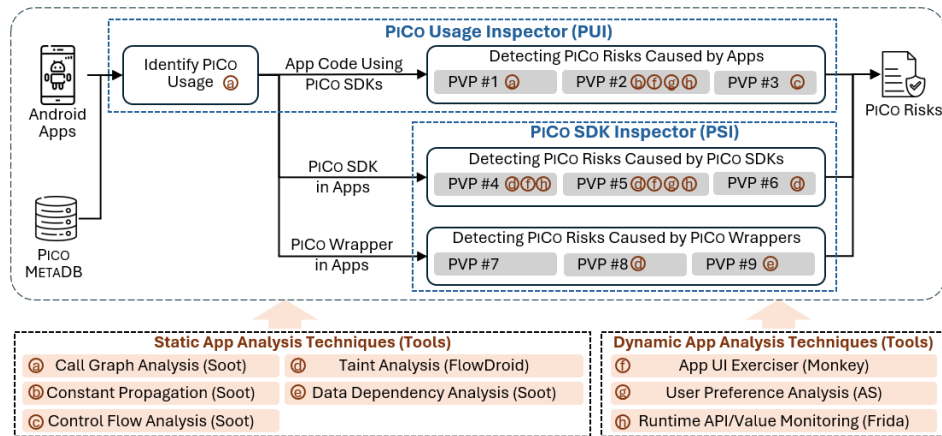 PICO Usage Inspector (PUI)
Android
Apps
PICO
METADB
Identify PICO
Usage a
App Code Using
PICO SDKs
Detecting PICO Risks Caused by Apps
PVP #1 a PVP #2 b f g h PVP #3 c
PICO Risks
PICO SDK Inspector (PSI)
PICO SDK
in Apps
Detecting PICO Risks Caused by PICO SDKs
PVP #4 d f h PVP #5 d f g h PVP #6 d
PICO Wrapper
in Apps
Detecting PICO Risks Caused by PICO Wrappers
PVP #7 PVP #8 d PVP #9 e
Static App Analysis Techniques (Tools)
a Call Graph Analysis (Soot)
b Constant Propagation (Soot)
c Control Flow Analysis (Soot)
d Taint Analysis (FlowDroid)
e Data Dependency Analysis (Soot)
Dynamic App Analysis Techniques (Tools)
f App UI Exerciser (Monkey)
g User Preference Analysis (AS)
h Runtime API/Value Monitoring (Frida)